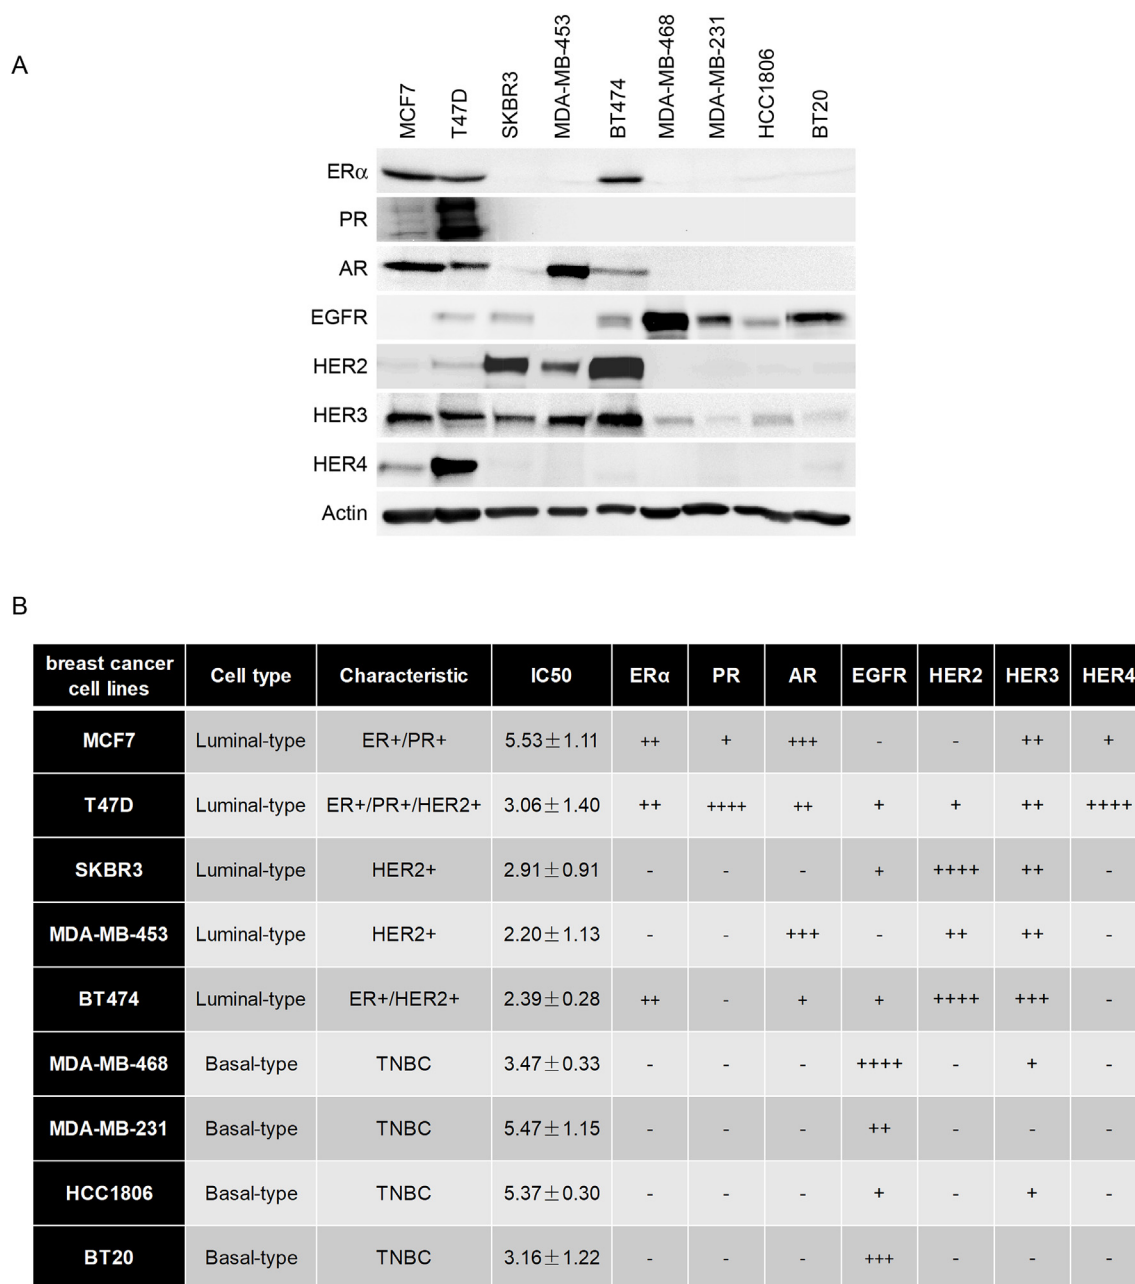 A
MCF7 T47D SKBR3 MDA-MB-453 BT474 MDA-MB-468 MDA-MB-231 HCC1806 BT20
ERα
PR
AR
EGFR
HER2
HER3
HER4
Actin
B
breast cancer cell lines Cell type Characteristic IC50 ERα PR AR EGFR HER2 HER3 HER4
MCF7 Luminal-type ER+/PR+ 5.53±1.11 ++ + +++ - - ++ +
T47D Luminal-type ER+/PR+/HER2+ 3.06±1.40 ++ ++++ ++ + + ++ ++++
SKBR3 Luminal-type HER2+ 2.91±0.91 - - - + ++++ ++ -
MDA-MB-453 Luminal-type HER2+ 2.20±1.13 - - +++ - ++ ++ -
BT474 Luminal-type ER+/HER2+ 2.39±0.28 ++ - + + ++++ +++ -
MDA-MB-468 Basal-type TNBC 3.47±0.33 - - - ++++ - + -
MDA-MB-231 Basal-type TNBC 5.47±1.15 - - - ++ - - -
HCC1806 Basal-type TNBC 5.37±0.30 - - - + - + -
BT20 Basal-type TNBC 3.16±1.22 - - - +++ - - -